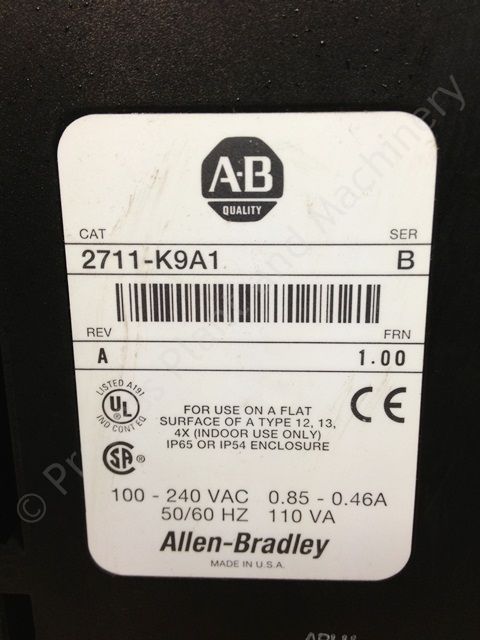 A-B
QUALITY
CAT SER
2711-K9A1 B
REV FRN
A 1.00
LISTED A191
UL
IND CONT EQ
FOR USE ON A FLAT
SURFACE OF A TYPE 12, 13,
4X (INDOOR USE ONLY)
IP65 OR IP54 ENCLOSURE
CE
SA
100 - 240 VAC 0.85 - 0.46A
50/60 HZ 110 VA
Allen-Bradley
MADE IN U.S.A.